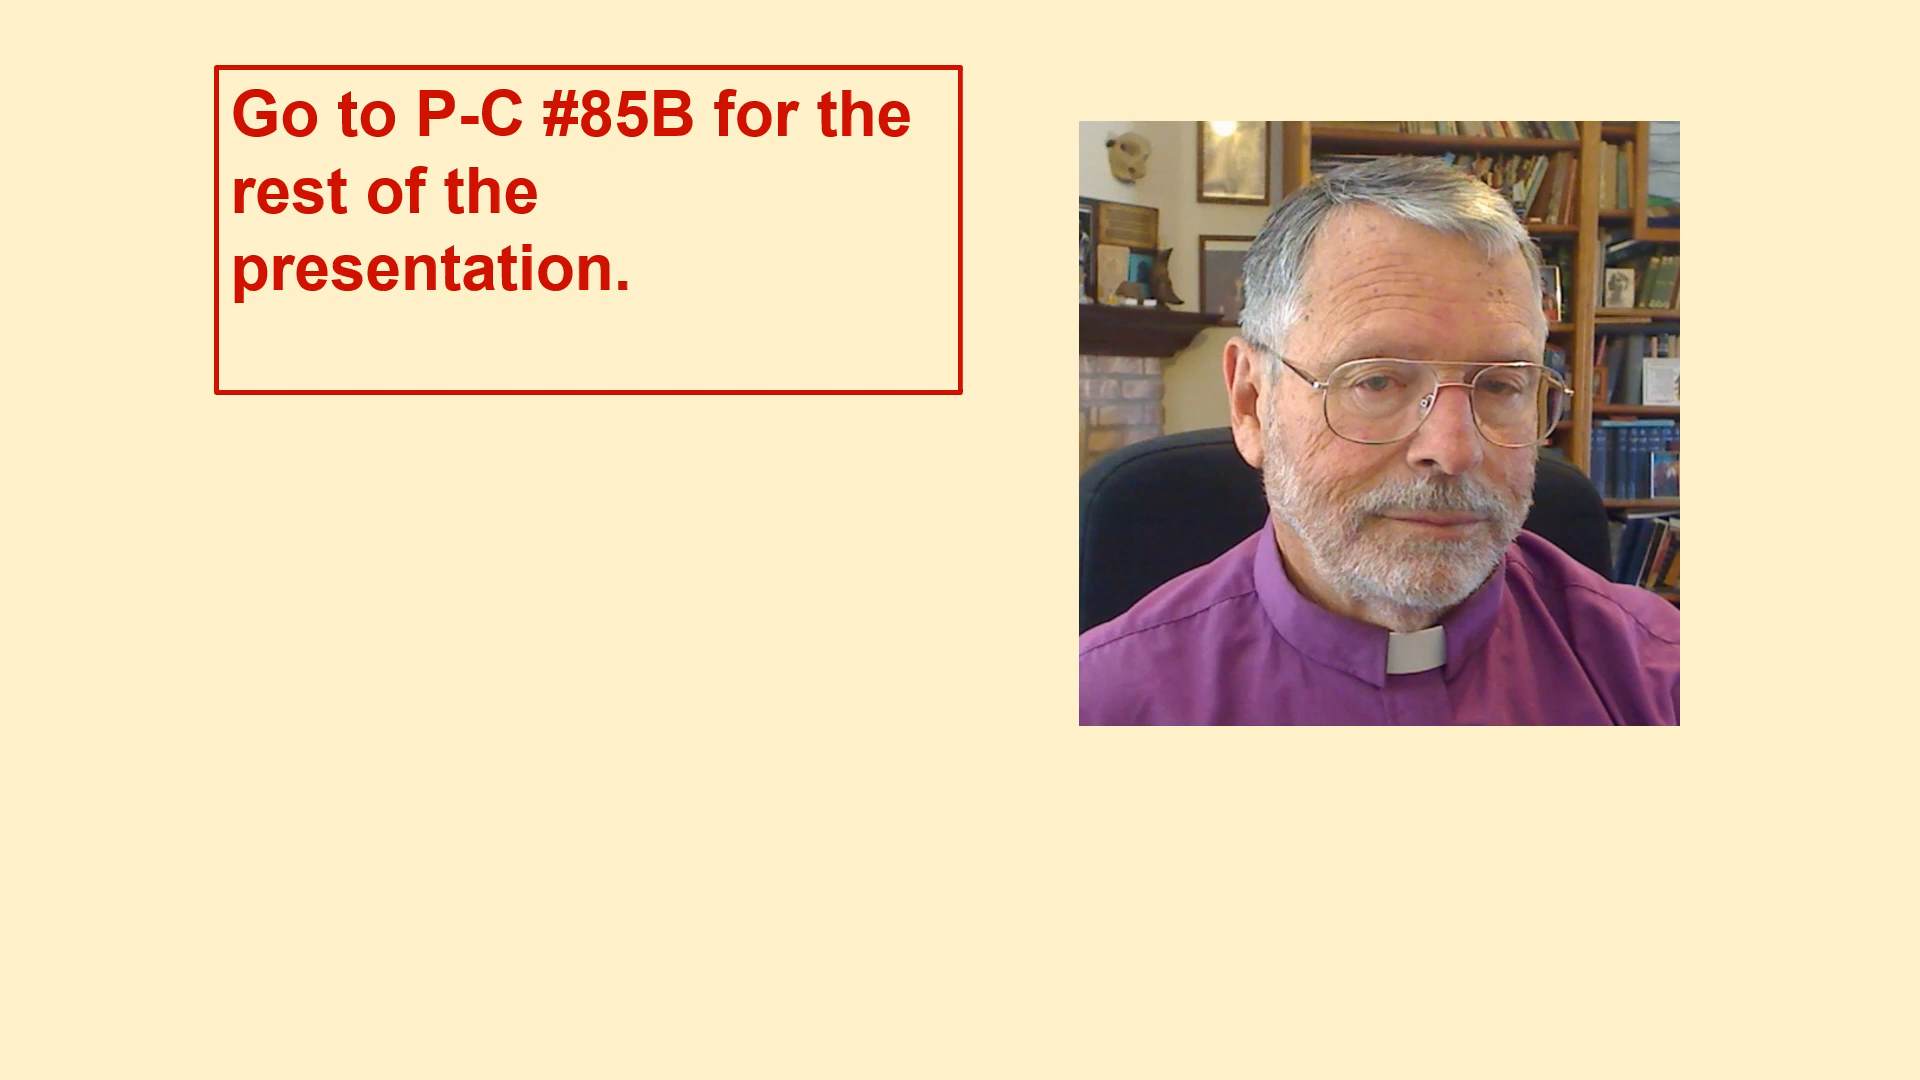 Go to P-C #85B for the
rest of the
presentation.